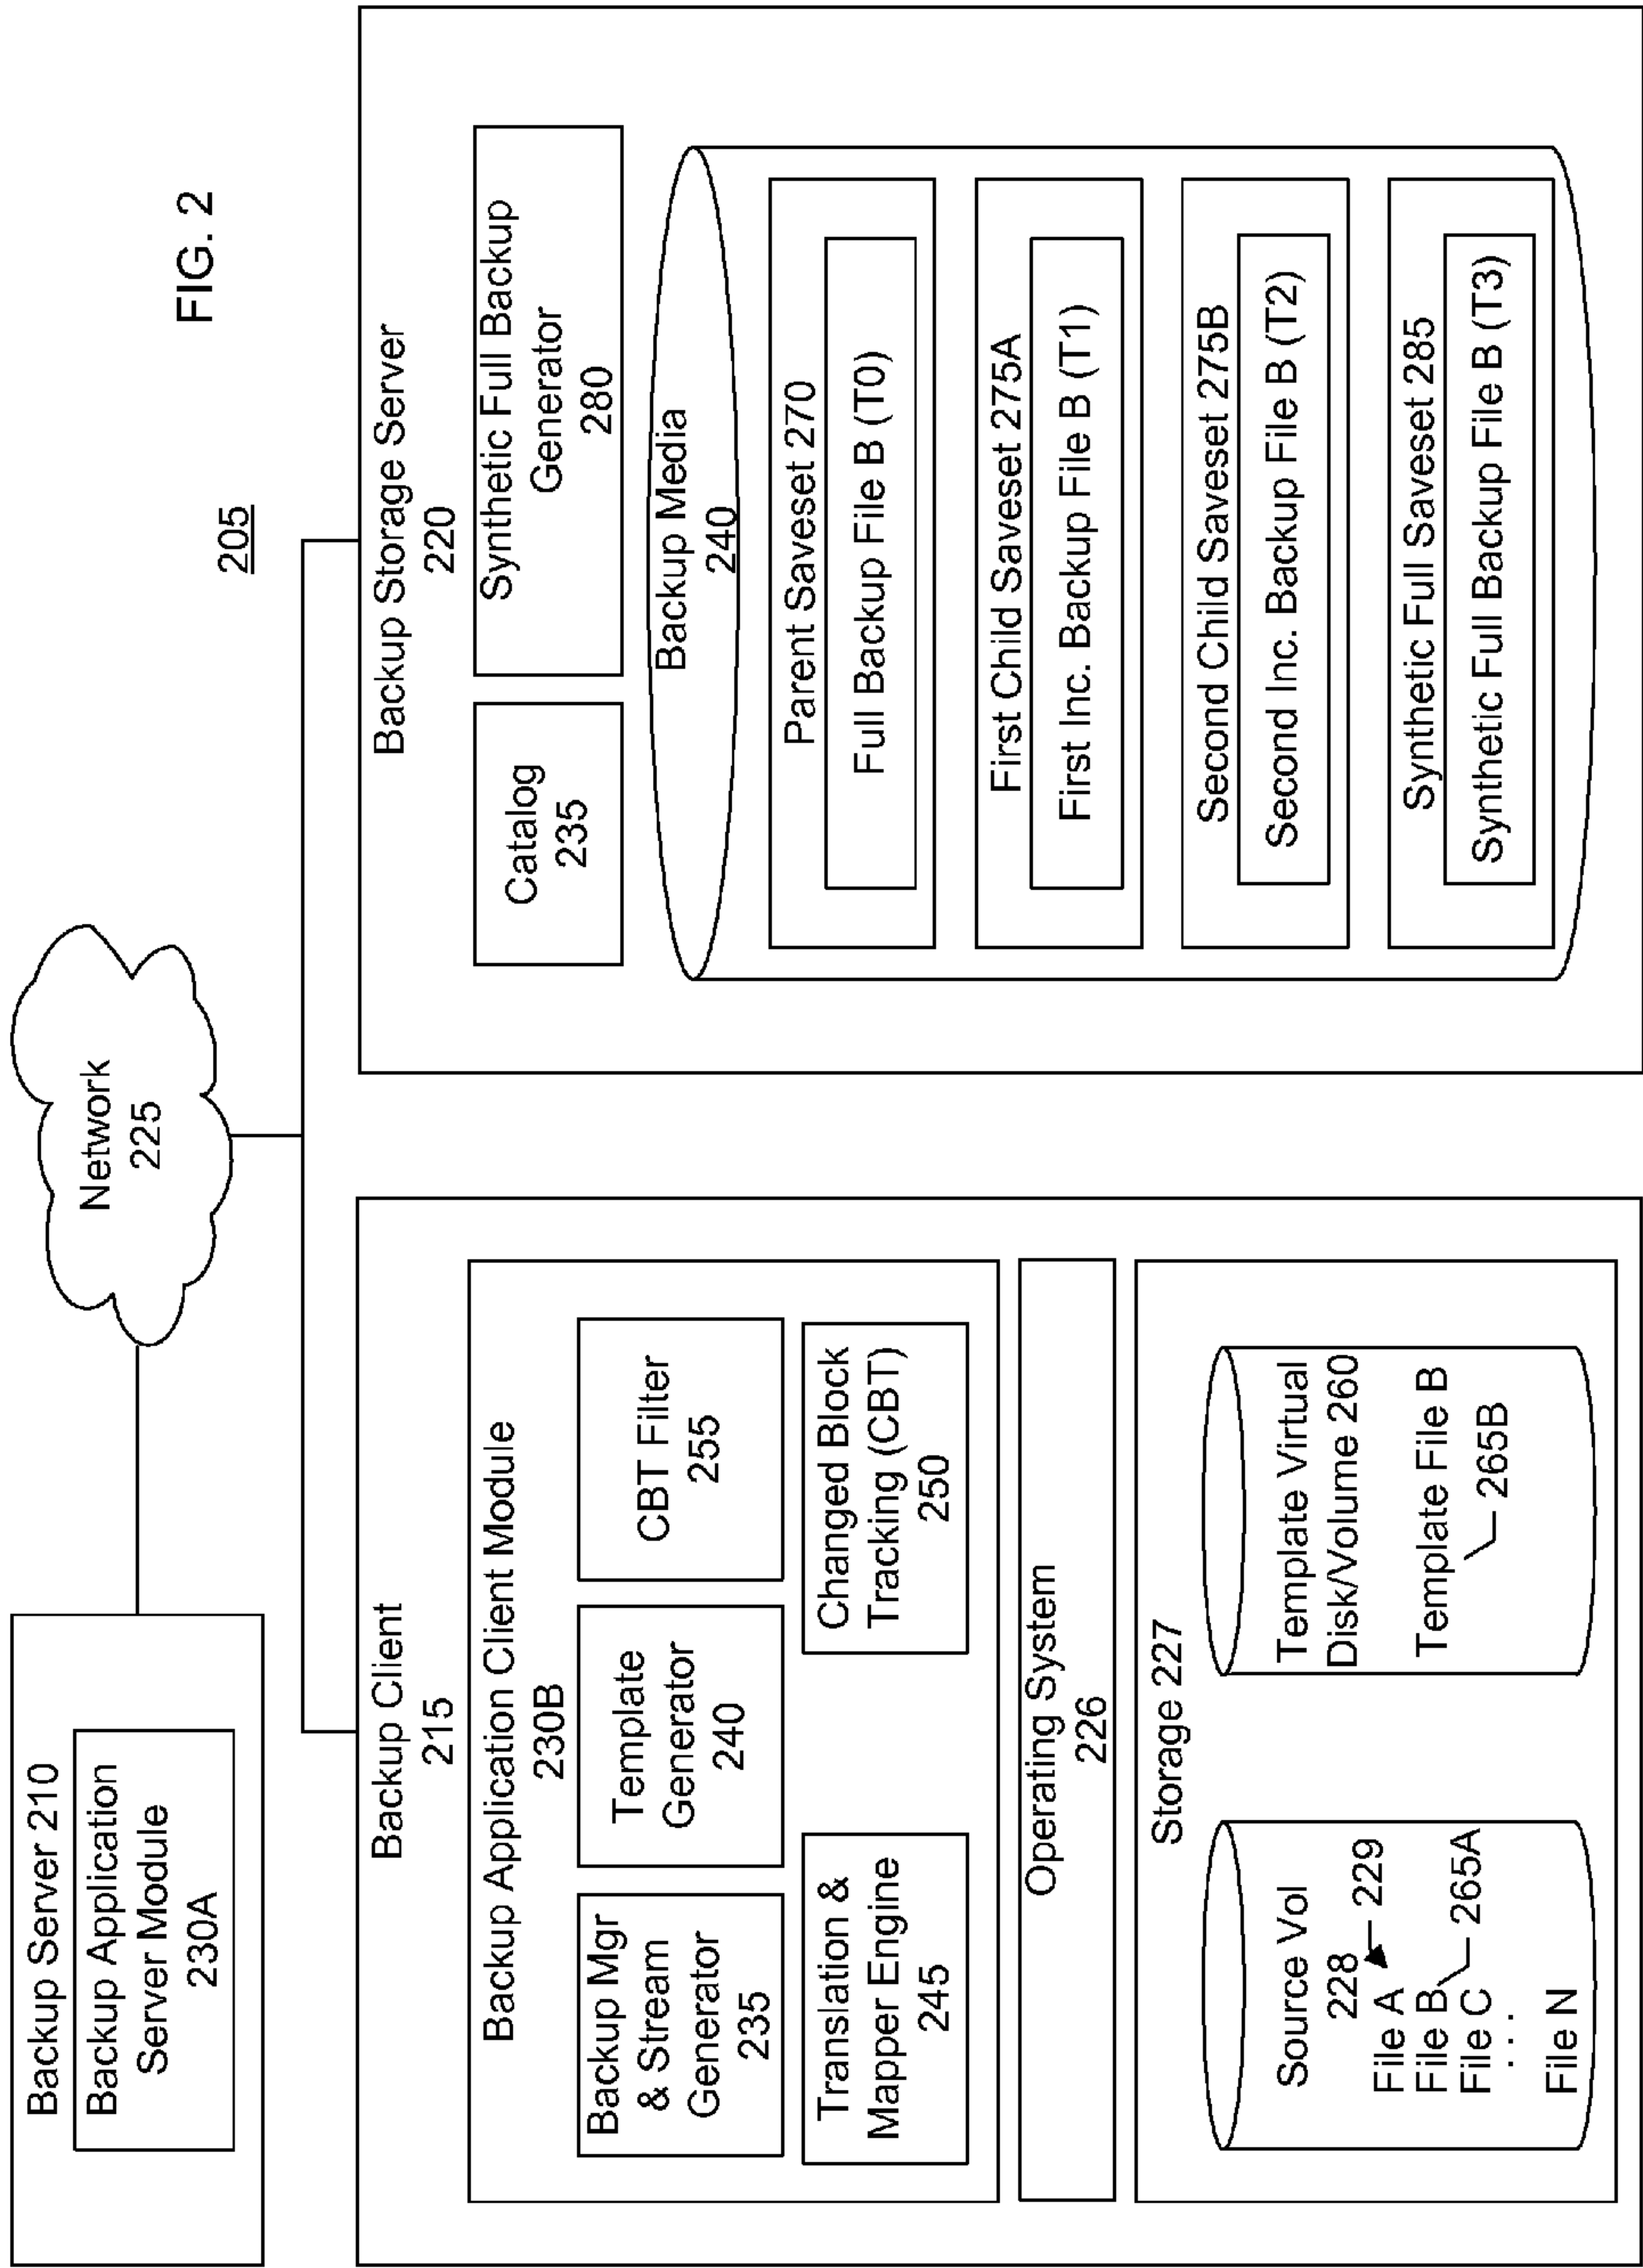 FIG. 2
205
Network
225
Backup Server 210
Backup Application
Server Module
230A
Backup Client
215
Backup Application Client Module
230B
Backup Mgr
& Stream
Generator
235
Template
Generator
240
CBT Filter
255
Translation &
Mapper Engine
245
Changed Block
Tracking (CBT)
250
Operating System
226
Storage 227
Source Vol
228
229
File A
File B
265A
File C
. . .
File N
Template Virtual
Disk/Volume 260
Template File B
265B
Backup Storage Server
220
Catalog
235
Synthetic Full Backup
Generator
280
Backup Media
240
Parent Saveset 270
Full Backup File B (T0)
First Child Saveset 275A
First Inc. Backup File B (T1)
Second Child Saveset 275B
Second Inc. Backup File B (T2)
Synthetic Full Saveset 285
Synthetic Full Backup File B (T3)